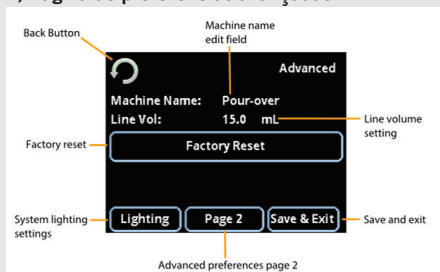 Back Button
Machine name
edit field
Advanced
Machine Name: Pour-over
Line Vol: 15.0 mL
Line volume
setting
Factory reset
Factory Reset
System lighting
settings
Lighting
Page 2
Save & Exit
Save and exit
Advanced preferences page 2